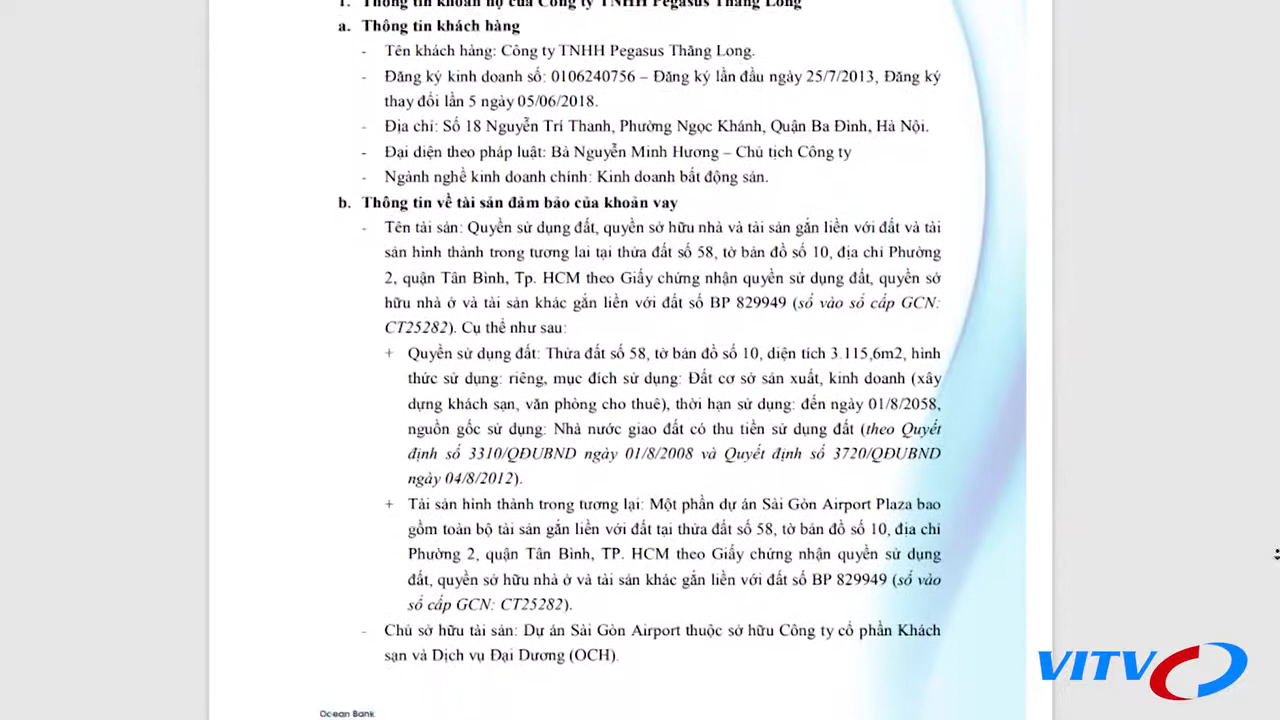 1. Thông tin khoản nợ của Công ty TNHH Pegasus Thăng Long
a. Thông tin khách hàng
- Tên khách hàng: Công ty TNHH Pegasus Thăng Long.
- Đăng ký kinh doanh số: 0106240756 – Đăng ký lần đầu ngày 25/7/2013, Đăng ký
thay đổi lần 5 ngày 05/06/2018.
- Địa chỉ: Số 18 Nguyễn Trí Thanh, Phường Ngọc Khánh, Quận Ba Đình, Hà Nội.
- Đại diện theo pháp luật: Bà Nguyễn Minh Hương – Chủ tịch Công ty
- Ngành nghề kinh doanh chính: Kinh doanh bất động sản.
b. Thông tin về tài sản đảm bảo của khoản vay
- Tên tài sản: Quyền sử dụng đất, quyền sở hữu nhà và tài sản gắn liền với đất và tài
sản hình thành trong tương lai tại thửa đất số 58, tờ bản đồ số 10, địa chỉ Phường
2, quận Tân Bình, Tp. HCM theo Giấy chứng nhận quyền sử dụng đất, quyền sở
hữu nhà ở và tài sản khác gắn liền với đất số BP 829949 (số vào sổ cấp GCN:
CT25282). Cụ thể như sau:
+ Quyền sử dụng đất: Thửa đất số 58, tờ bản đồ số 10, diện tích 3.115,6m2, hình
thức sử dụng: riêng, mục đích sử dụng: Đất cơ sở sản xuất, kinh doanh (xây
dựng khách sạn, văn phòng cho thuê), thời hạn sử dụng: đến ngày 01/8/2058,
nguồn gốc sử dụng: Nhà nước giao đất có thu tiền sử dụng đất (theo Quyết
định số 3310/QĐUBND ngày 01/8/2008 và Quyết định số 3720/QĐUBND
ngày 04/8/2012).
+ Tài sản hình thành trong tương lại: Một phần dự án Sài Gòn Airport Plaza bao
gồm toàn bộ tài sản gắn liền với đất tại thửa đất số 58, tờ bản đồ số 10, địa chỉ
Phường 2, quận Tân Bình, TP. HCM theo Giấy chứng nhận quyền sử dụng
đất, quyền sở hữu nhà ở và tài sản khác gắn liền với đất số BP 829949 (số vào
sổ cấp GCN: CT25282).
- Chủ sở hữu tài sản: Dự án Sài Gòn Airport thuộc sở hữu Công ty cổ phần Khách
sạn và Dịch vụ Đại Dương (OCH).
Ocean Bank
VITV